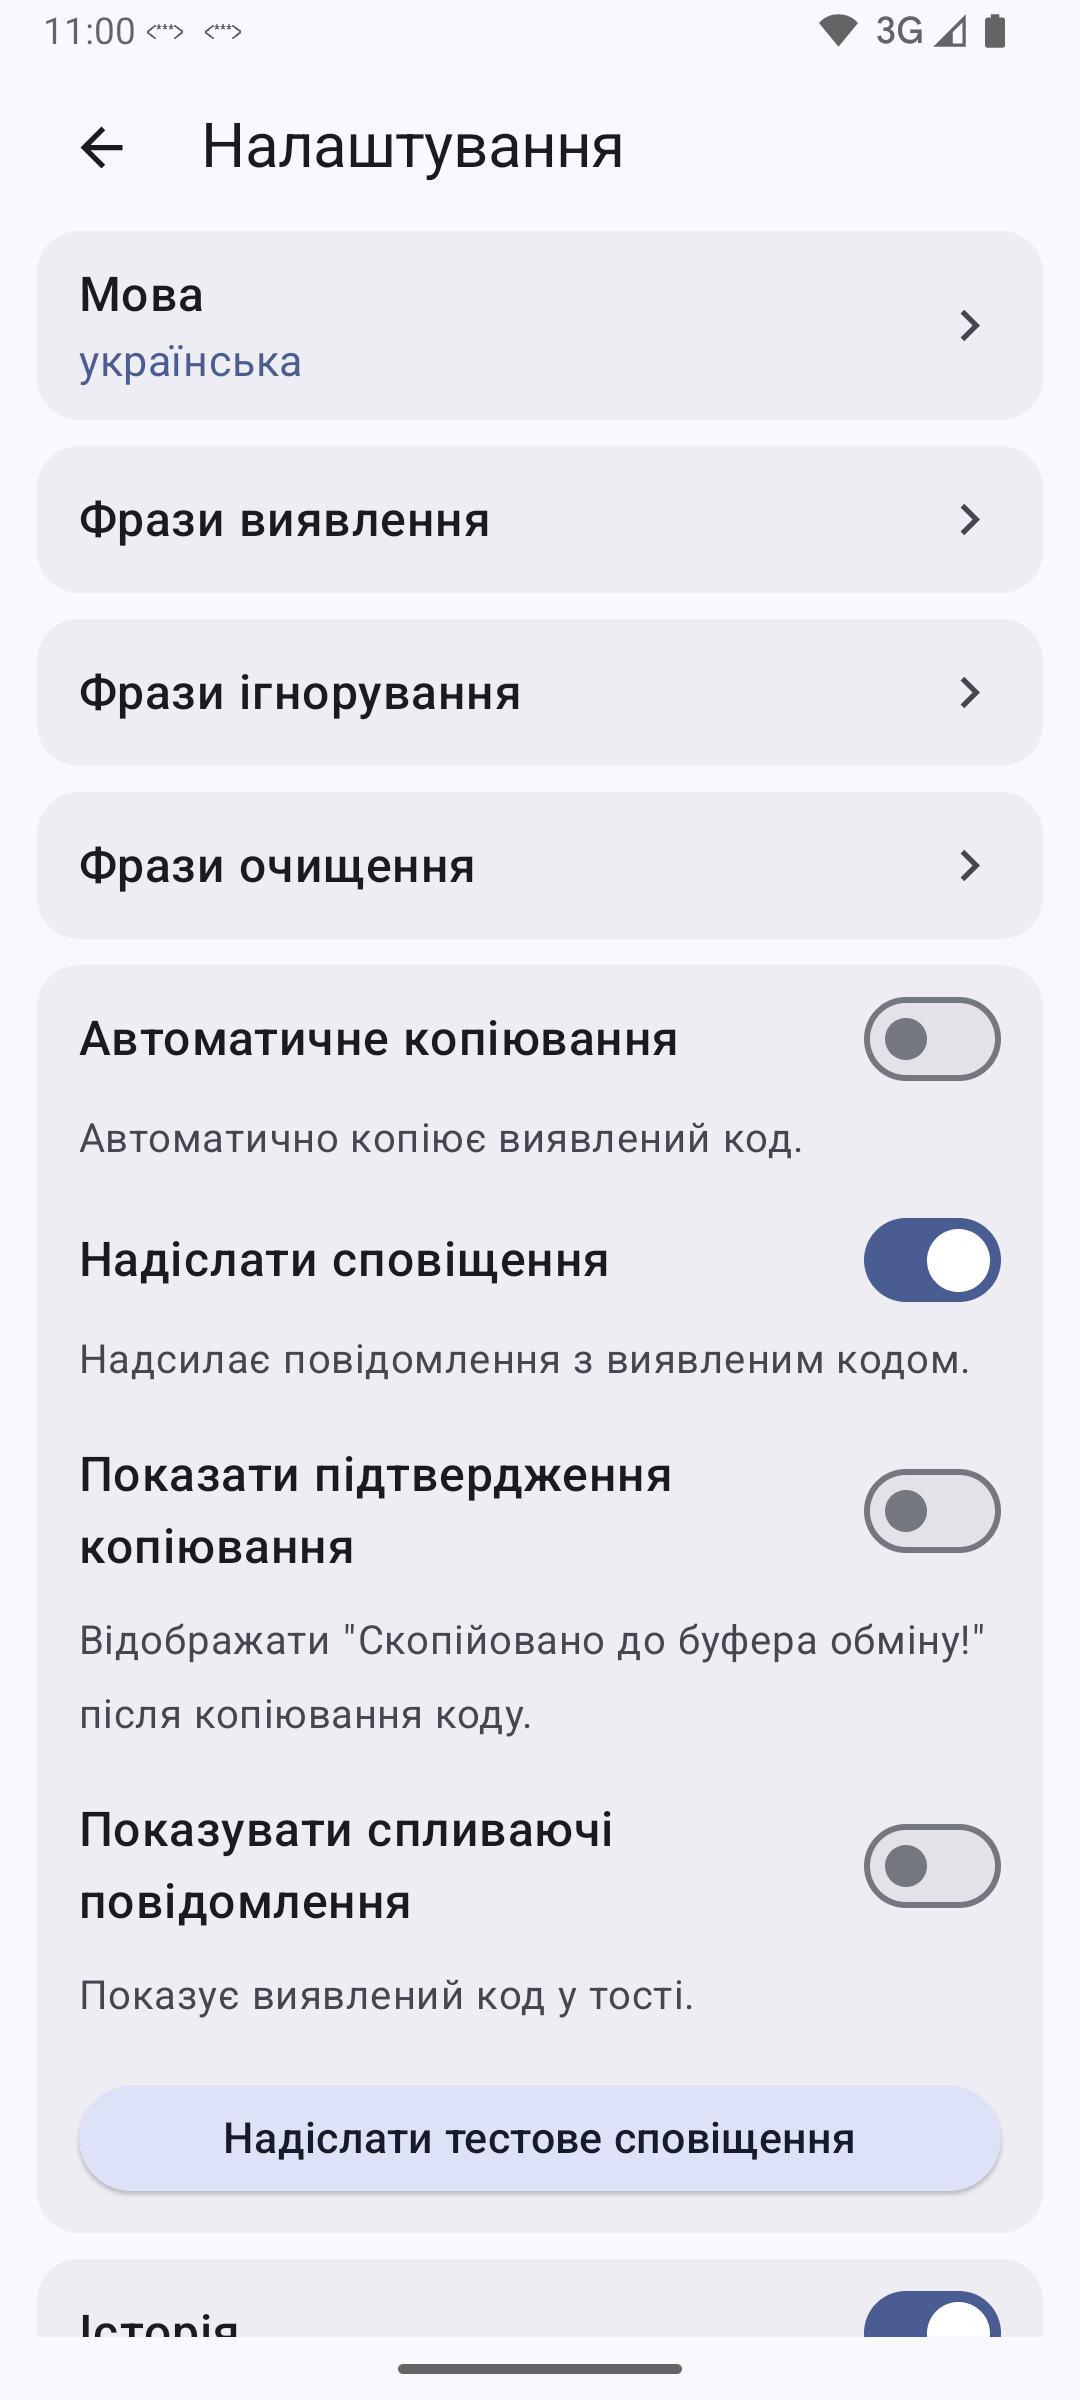 11:00 <***> <***> 3G
Налаштування
Мова
українська
Фрази виявлення
Фрази ігнорування
Фрази очищення
Автоматичне копіювання
Автоматично копіює виявлений код.
Надіслати сповіщення
Надсилає повідомлення з виявленим кодом.
Показати підтвердження
копіювання
Відображати "Скопійовано до буфера обміну!"
після копіювання коду.
Показувати спливаючі
повідомлення
Показує виявлений код у тості.
Надіслати тестове сповіщення
Історія